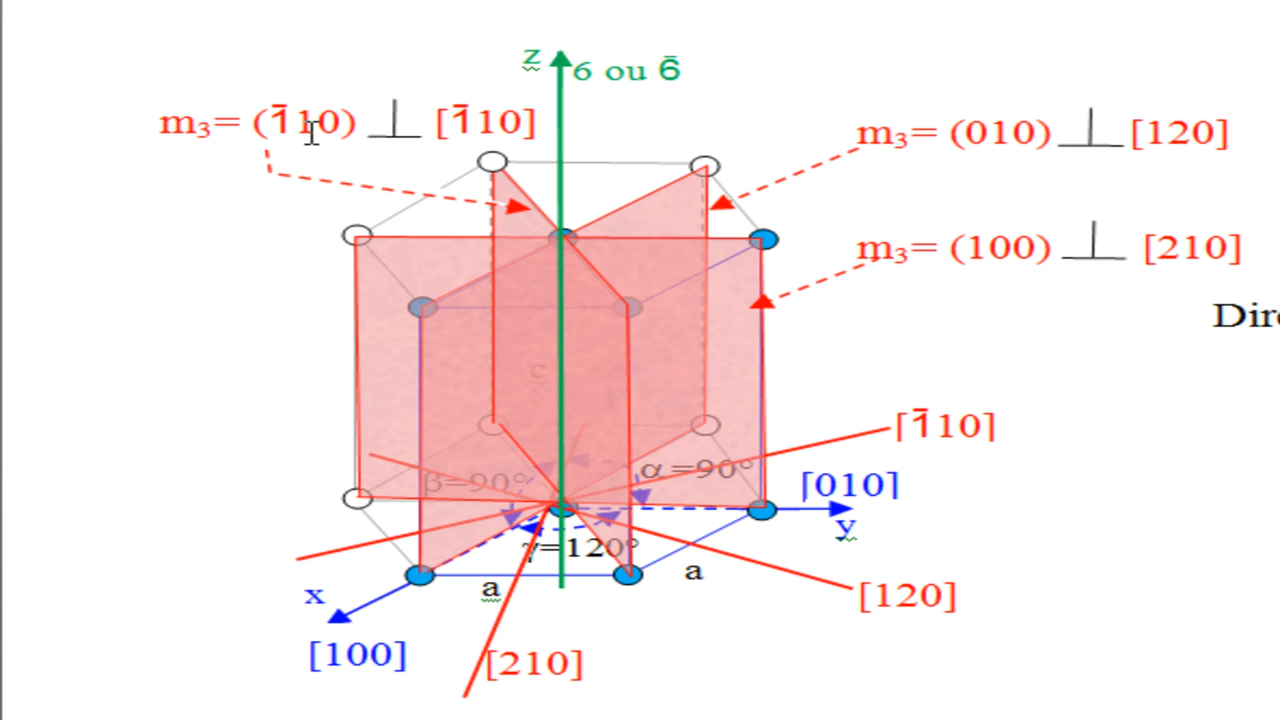 z
6 ou 6̄
m₃= (1̄10) ⊥ [1̄10]
m₃= (010) ⊥ [120]
m₃= (100) ⊥ [210]
Dir
c
[1̄10]
α =90°
β=90°
[010]
y
γ=120°
a
a
x
[120]
[100]
[210]